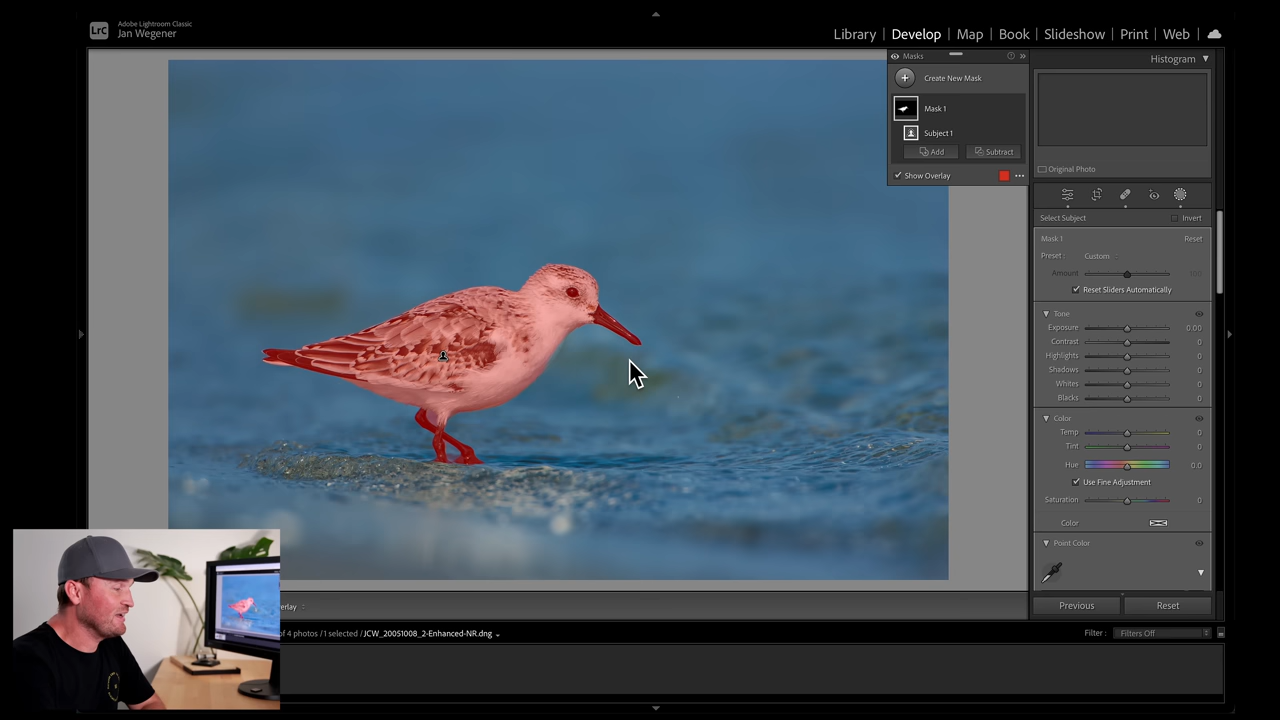 LrC
Adobe Lightroom Classic
Jan Wegener
Library | Develop | Map | Book | Slideshow | Print | Web
Masks
Create New Mask
Mask 1
Subject 1
Add
Subtract
Show Overlay
Histogram
Original Photo
Select Subject
Invert
Mask 1
Reset
Preset :
Custom
Amount
100
Reset Sliders Automatically
Tone
Exposure 0.00
Contrast 0
Highlights 0
Shadows 0
Whites 0
Blacks 0
Color
Temp 0
Tint 0
Hue 0.0
Use Fine Adjustment
Saturation 0
Color
Point Color
Previous
Reset
erlay :
of 4 photos / 1 selected / JCW_20051008_2-Enhanced-NR.dng
Filter :
Filters Off